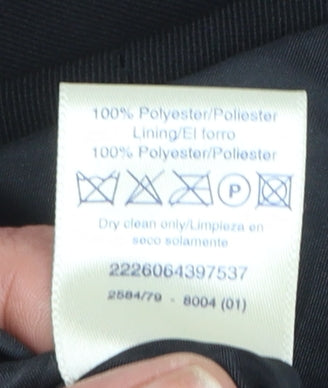 100% Polyester/Poliester
Lining/El forro
100% Polyester/Poliester
P
Dry clean only/Limpieza en
seco solamente
2226064397537
2584/79 - 8004 (01)